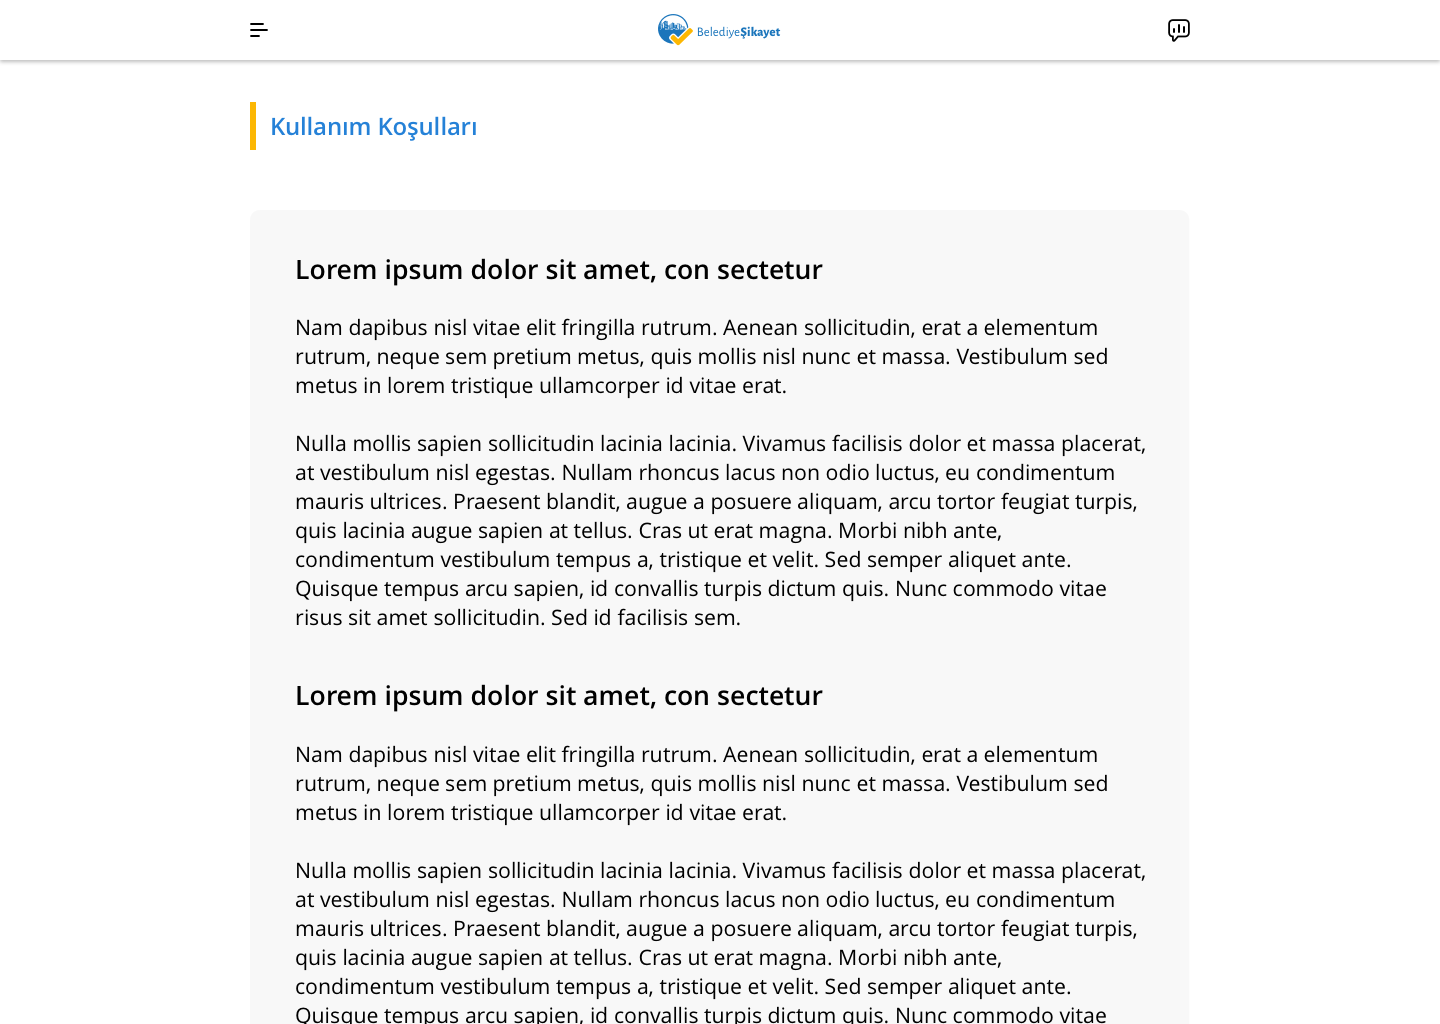 BelediyeŞikayet
Kullanım Koşulları
Lorem ipsum dolor sit amet, con sectetur
Nam dapibus nisl vitae elit fringilla rutrum. Aenean sollicitudin, erat a elementum
rutrum, neque sem pretium metus, quis mollis nisl nunc et massa. Vestibulum sed
metus in lorem tristique ullamcorper id vitae erat.
Nulla mollis sapien sollicitudin lacinia lacinia. Vivamus facilisis dolor et massa placerat,
at vestibulum nisl egestas. Nullam rhoncus lacus non odio luctus, eu condimentum
mauris ultrices. Praesent blandit, augue a posuere aliquam, arcu tortor feugiat turpis,
quis lacinia augue sapien at tellus. Cras ut erat magna. Morbi nibh ante,
condimentum vestibulum tempus a, tristique et velit. Sed semper aliquet ante.
Quisque tempus arcu sapien, id convallis turpis dictum quis. Nunc commodo vitae
risus sit amet sollicitudin. Sed id facilisis sem.
Lorem ipsum dolor sit amet, con sectetur
Nam dapibus nisl vitae elit fringilla rutrum. Aenean sollicitudin, erat a elementum
rutrum, neque sem pretium metus, quis mollis nisl nunc et massa. Vestibulum sed
metus in lorem tristique ullamcorper id vitae erat.
Nulla mollis sapien sollicitudin lacinia lacinia. Vivamus facilisis dolor et massa placerat,
at vestibulum nisl egestas. Nullam rhoncus lacus non odio luctus, eu condimentum
mauris ultrices. Praesent blandit, augue a posuere aliquam, arcu tortor feugiat turpis,
quis lacinia augue sapien at tellus. Cras ut erat magna. Morbi nibh ante,
condimentum vestibulum tempus a, tristique et velit. Sed semper aliquet ante.
Quisque tempus arcu sapien, id convallis turpis dictum quis. Nunc commodo vitae